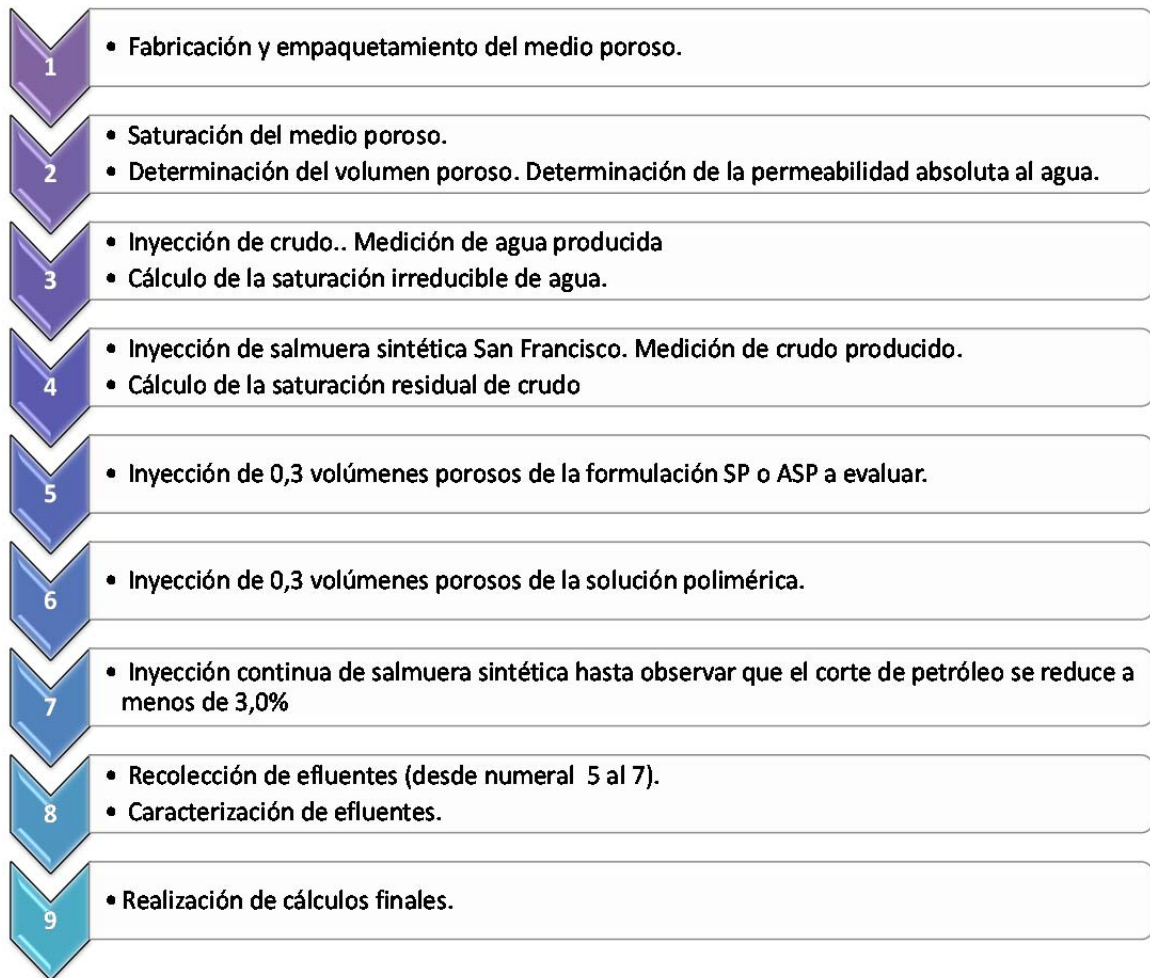 1
• Fabricación y empaquetamiento del medio poroso.
2
• Saturación del medio poroso.
• Determinación del volumen poroso. Determinación de la permeabilidad absoluta al agua.
3
• Inyección de crudo.. Medición de agua producida
• Cálculo de la saturación irreducible de agua.
4
• Inyección de salmuera sintética San Francisco. Medición de crudo producido.
• Cálculo de la saturación residual de crudo
5
• Inyección de 0,3 volúmenes porosos de la formulación SP o ASP a evaluar.
6
• Inyección de 0,3 volúmenes porosos de la solución polimérica.
7
• Inyección continua de salmuera sintética hasta observar que el corte de petróleo se reduce a
menos de 3,0%
8
• Recolección de efluentes (desde numeral 5 al 7).
• Caracterización de efluentes.
9
• Realización de cálculos finales.